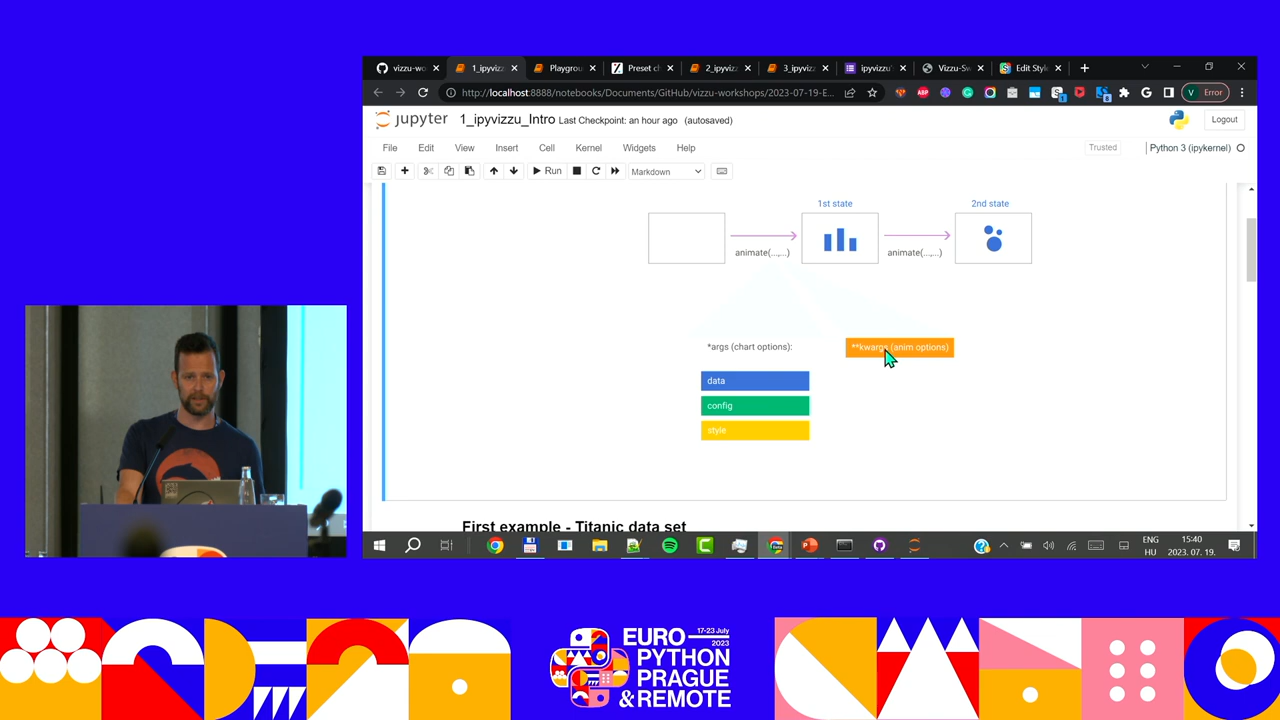 vizzu-wo
1_ipyvizz
Playgrou
Preset ch
2_ipyvizz
3_ipyvizz
ipyvizzu
Vizzu-Sw
Edit Style
http://localhost:8888/notebooks/Documents/GitHub/vizzu-workshops/2023-07-19-E...
V Error
jupyter 1_ipyvizzu_Intro Last Checkpoint: an hour ago (autosaved)
Logout
File Edit View Insert Cell Kernel Widgets Help
Trusted
Python 3 (ipykernel)
Run
Markdown
1st state
2nd state
animate(...,...)
animate(...,...)
*args (chart options):
**kwargs (anim options)
data
config
style
First example - Titanic data set
ENG
HU
15:40
2023. 07. 19.
17-23 July
2023
EURO
PYTHON
PRAGUE
& REMOTE